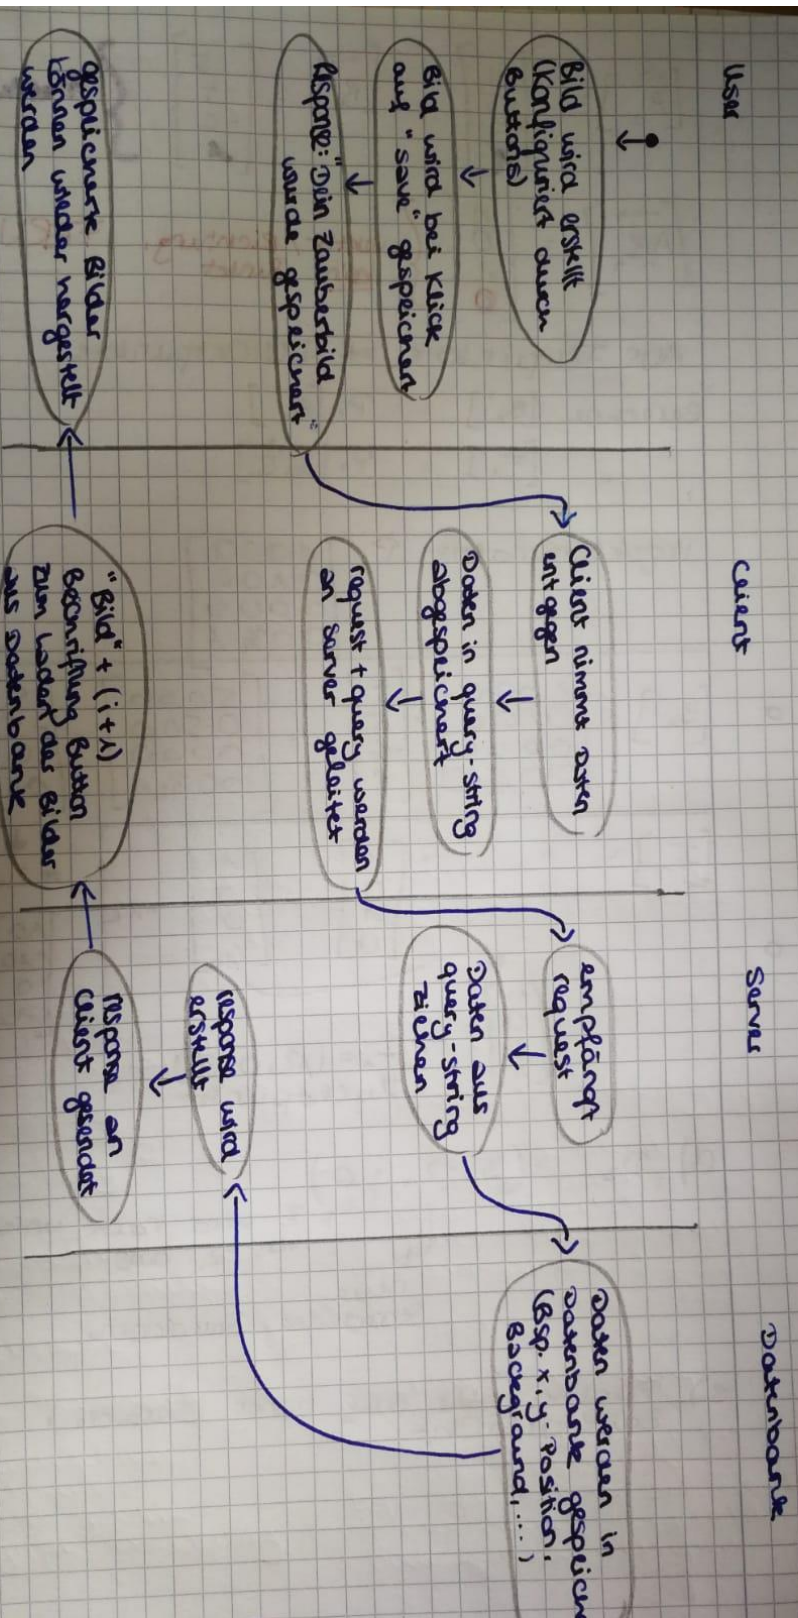 User
Bild wird erstellt
(Konfiguriert durch
Buttons)
Bild wird bei Klick
auf "save" gespeichert
Response: "Dein Zauberbild
wurde gespeichert"
gespeicherte Bilder
können wieder hergestellt
werden
Client
Client nimmt Daten
entgegen
Daten in query-string
abgespeichert
request + query werden
an Server geleitet
"Bild" + (i+1)
Beschriftung Button
zum laden der Bilder
aus Datenbank
Server
empfängt
request
Daten aus
query-string
ziehen
response wird
erstellt
response an
Client gesendet
Datenbank
Daten werden in
Datenbank gespeich
(Bsp. x, y-Position,
Background, ....)